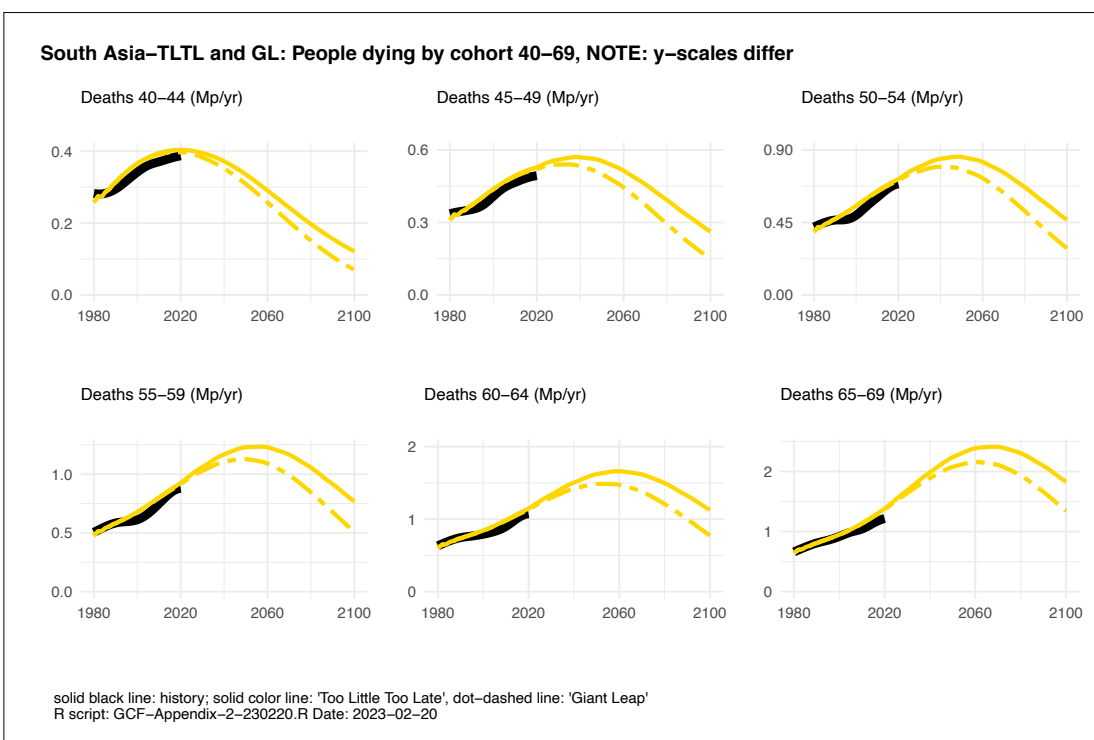 South Asia–TLTL and GL: People dying by cohort 40–69, NOTE: y–scales differ
Deaths 40–44 (Mp/yr)
0.4
0.2
0.0
1980 2020 2060 2100
Deaths 45–49 (Mp/yr)
0.6
0.3
0.0
1980 2020 2060 2100
Deaths 50–54 (Mp/yr)
0.90
0.45
0.00
1980 2020 2060 2100
Deaths 55–59 (Mp/yr)
1.0
0.5
0.0
1980 2020 2060 2100
Deaths 60–64 (Mp/yr)
2
1
0
1980 2020 2060 2100
Deaths 65–69 (Mp/yr)
2
1
0
1980 2020 2060 2100
solid black line: history; solid color line: 'Too Little Too Late', dot–dashed line: 'Giant Leap'
R script: GCF–Appendix–2–230220.R Date: 2023–02–20